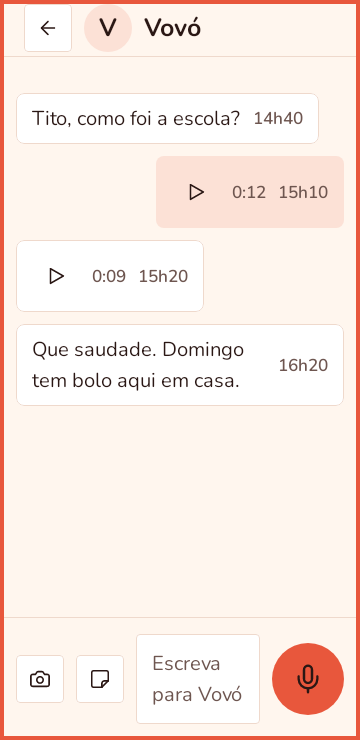 V Vovó
Tito, como foi a escola? 14h40
0:12 15h10
0:09 15h20
Que saudade. Domingo
tem bolo aqui em casa. 16h20
Escreva
para Vovó